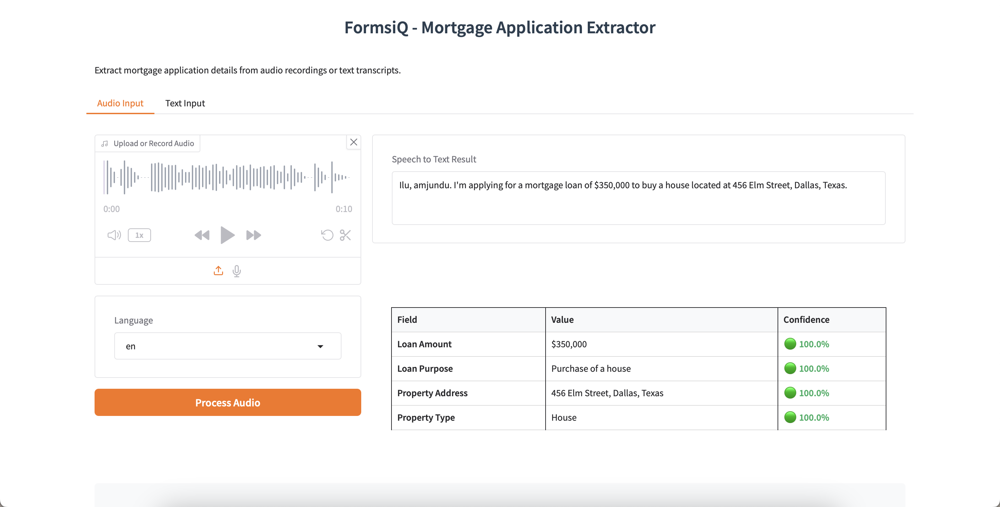 FormsiQ - Mortgage Application Extractor
Extract mortgage application details from audio recordings or text transcripts.
Audio Input
Text Input
Upload or Record Audio
0:00
0:10
1x
Language
en
Process Audio
Speech to Text Result
Ilu, amjundu. I'm applying for a mortgage loan of $350,000 to buy a house located at 456 Elm Street, Dallas, Texas.
Field Value Confidence
Loan Amount $350,000 100.0%
Loan Purpose Purchase of a house 100.0%
Property Address 456 Elm Street, Dallas, Texas 100.0%
Property Type House 100.0%